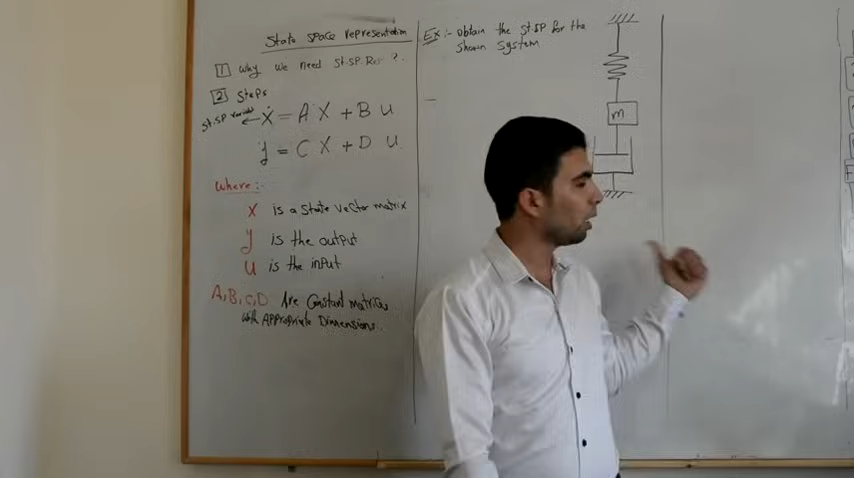 State space representation
1 why we need st.sp. Rep ?
2 steps
st.sp variable ← Ẋ = A X + B U
y = C X + D U
Where:-
X is a state vector matrix
y is the output
U is the input
A,B,C,D Are Constant matrices
with Appropriate Dimensions
Ex:- obtain the st.sp for the
shown system
m